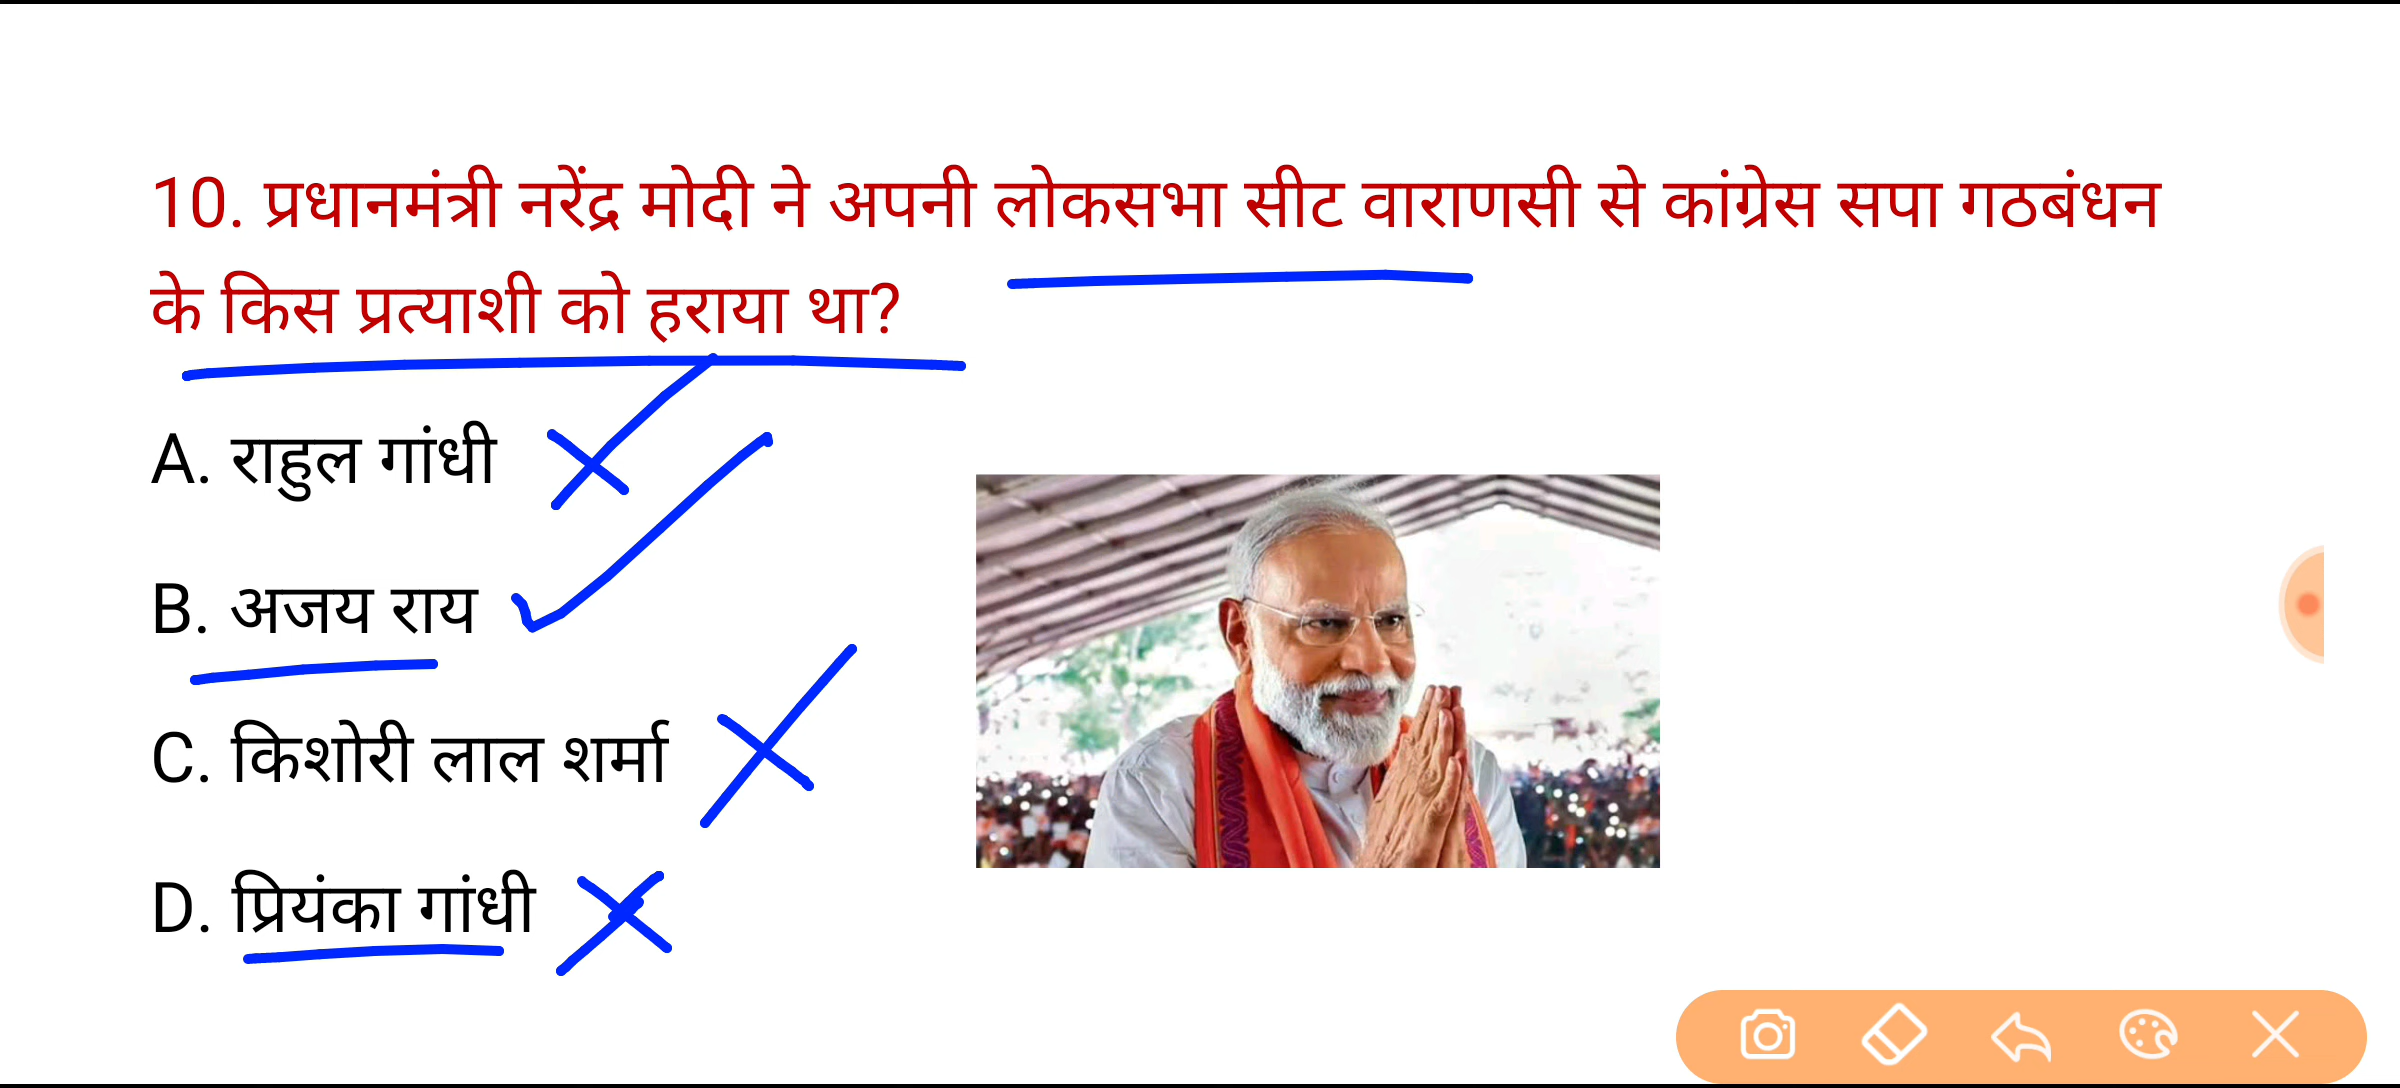 10. प्रधानमंत्री नरेंद्र मोदी ने अपनी लोकसभा सीट वाराणसी से कांग्रेस सपा गठबंधन
के किस प्रत्याशी को हराया था?
A. राहुल गांधी
B. अजय राय
C. किशोरी लाल शर्मा
D. प्रियंका गांधी